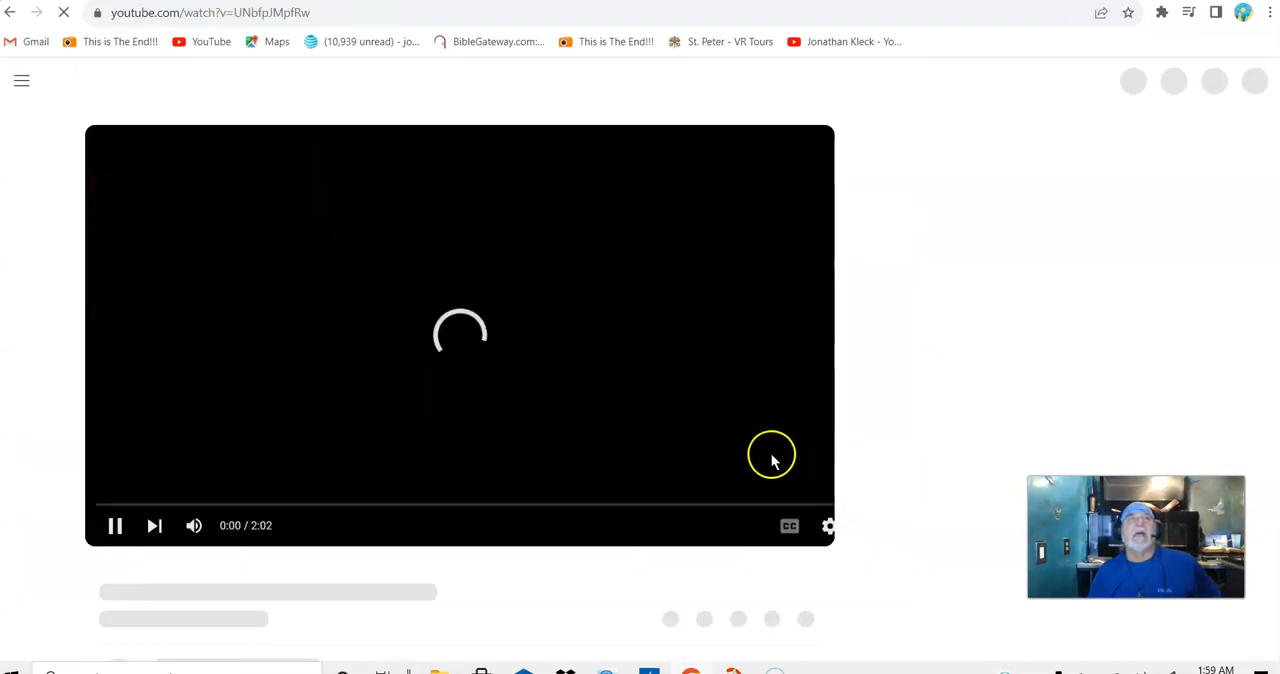 youtube.com/watch?v=UNbfpJMpfRw
Gmail This is The End!!! YouTube Maps (10,939 unread) - jo... BibleGateway.com:... This is The End!!! St. Peter - VR Tours Jonathan Kleck - Yo...
0:00 / 2:02 CC
1:59 AM